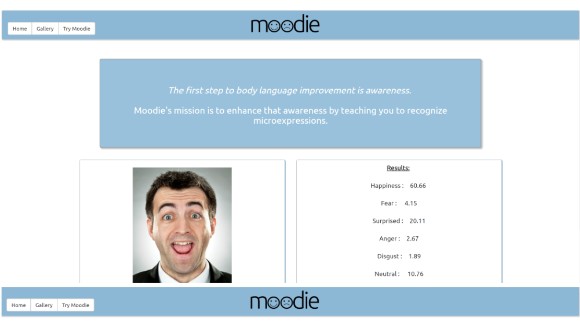 Home Gallery Try Moodie
moodie
The first step to body language improvement is awareness.
Moodie's mission is to enhance that awareness by teaching you to recognize
microexpressions.
Results:
Happiness : 60.66
Fear : 4.15
Surprised : 20.11
Anger : 2.67
Disgust : 1.89
Neutral : 10.76
Home Gallery Try Moodie
moodie